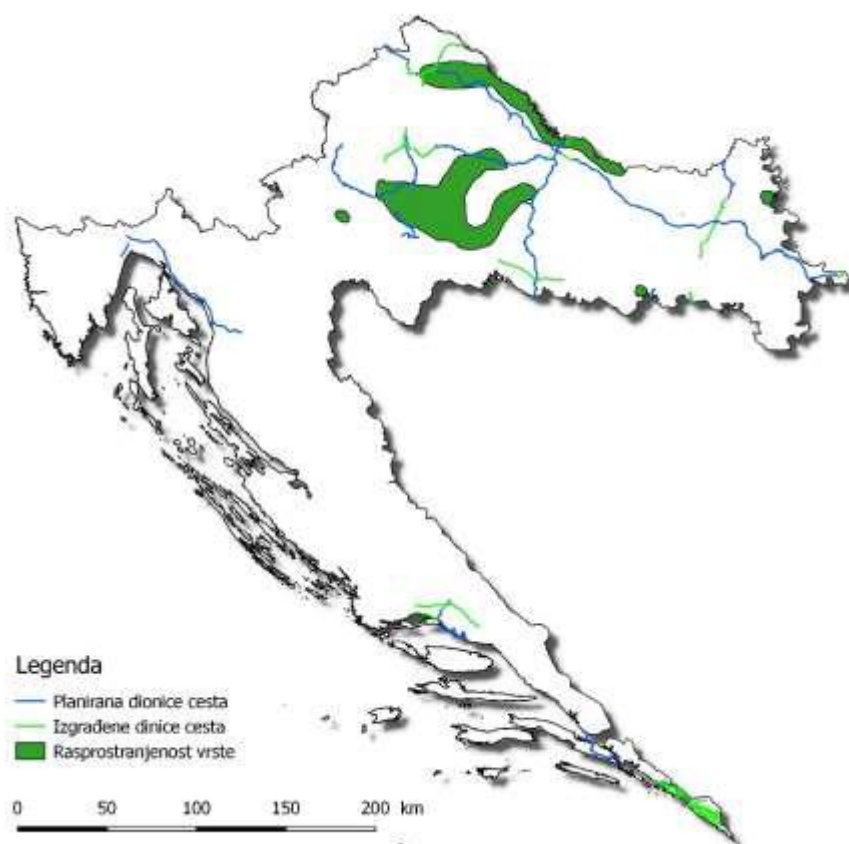 Legenda
Planirana dionice cesta
Izgrađene dinice cesta
Rasprostranjenost vrste
0 50 100 150 200 km